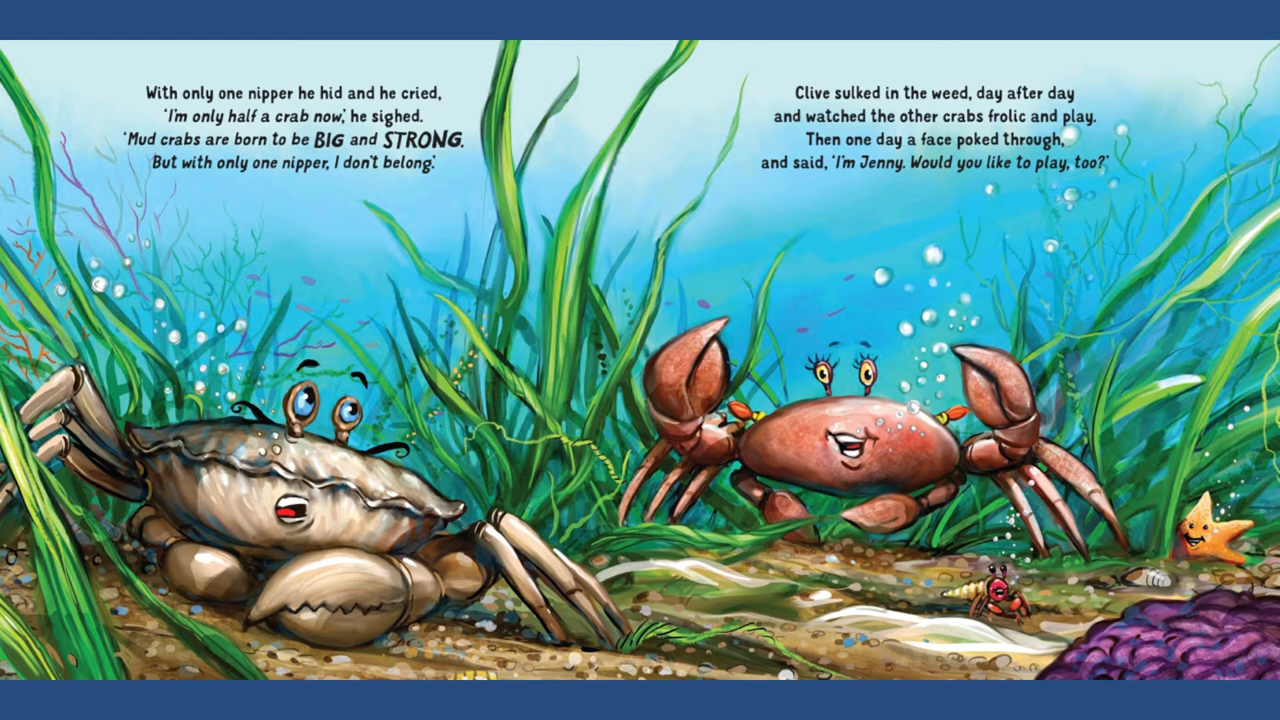 With only one nipper he hid and he cried,
'I'm only half a crab now,' he sighed.
'Mud crabs are born to be BIG and STRONG.
But with only one nipper, I don't belong.'
Clive sulked in the weed, day after day
and watched the other crabs frolic and play.
Then one day a face poked through,
and said, 'I'm Jenny. Would you like to play, too?'